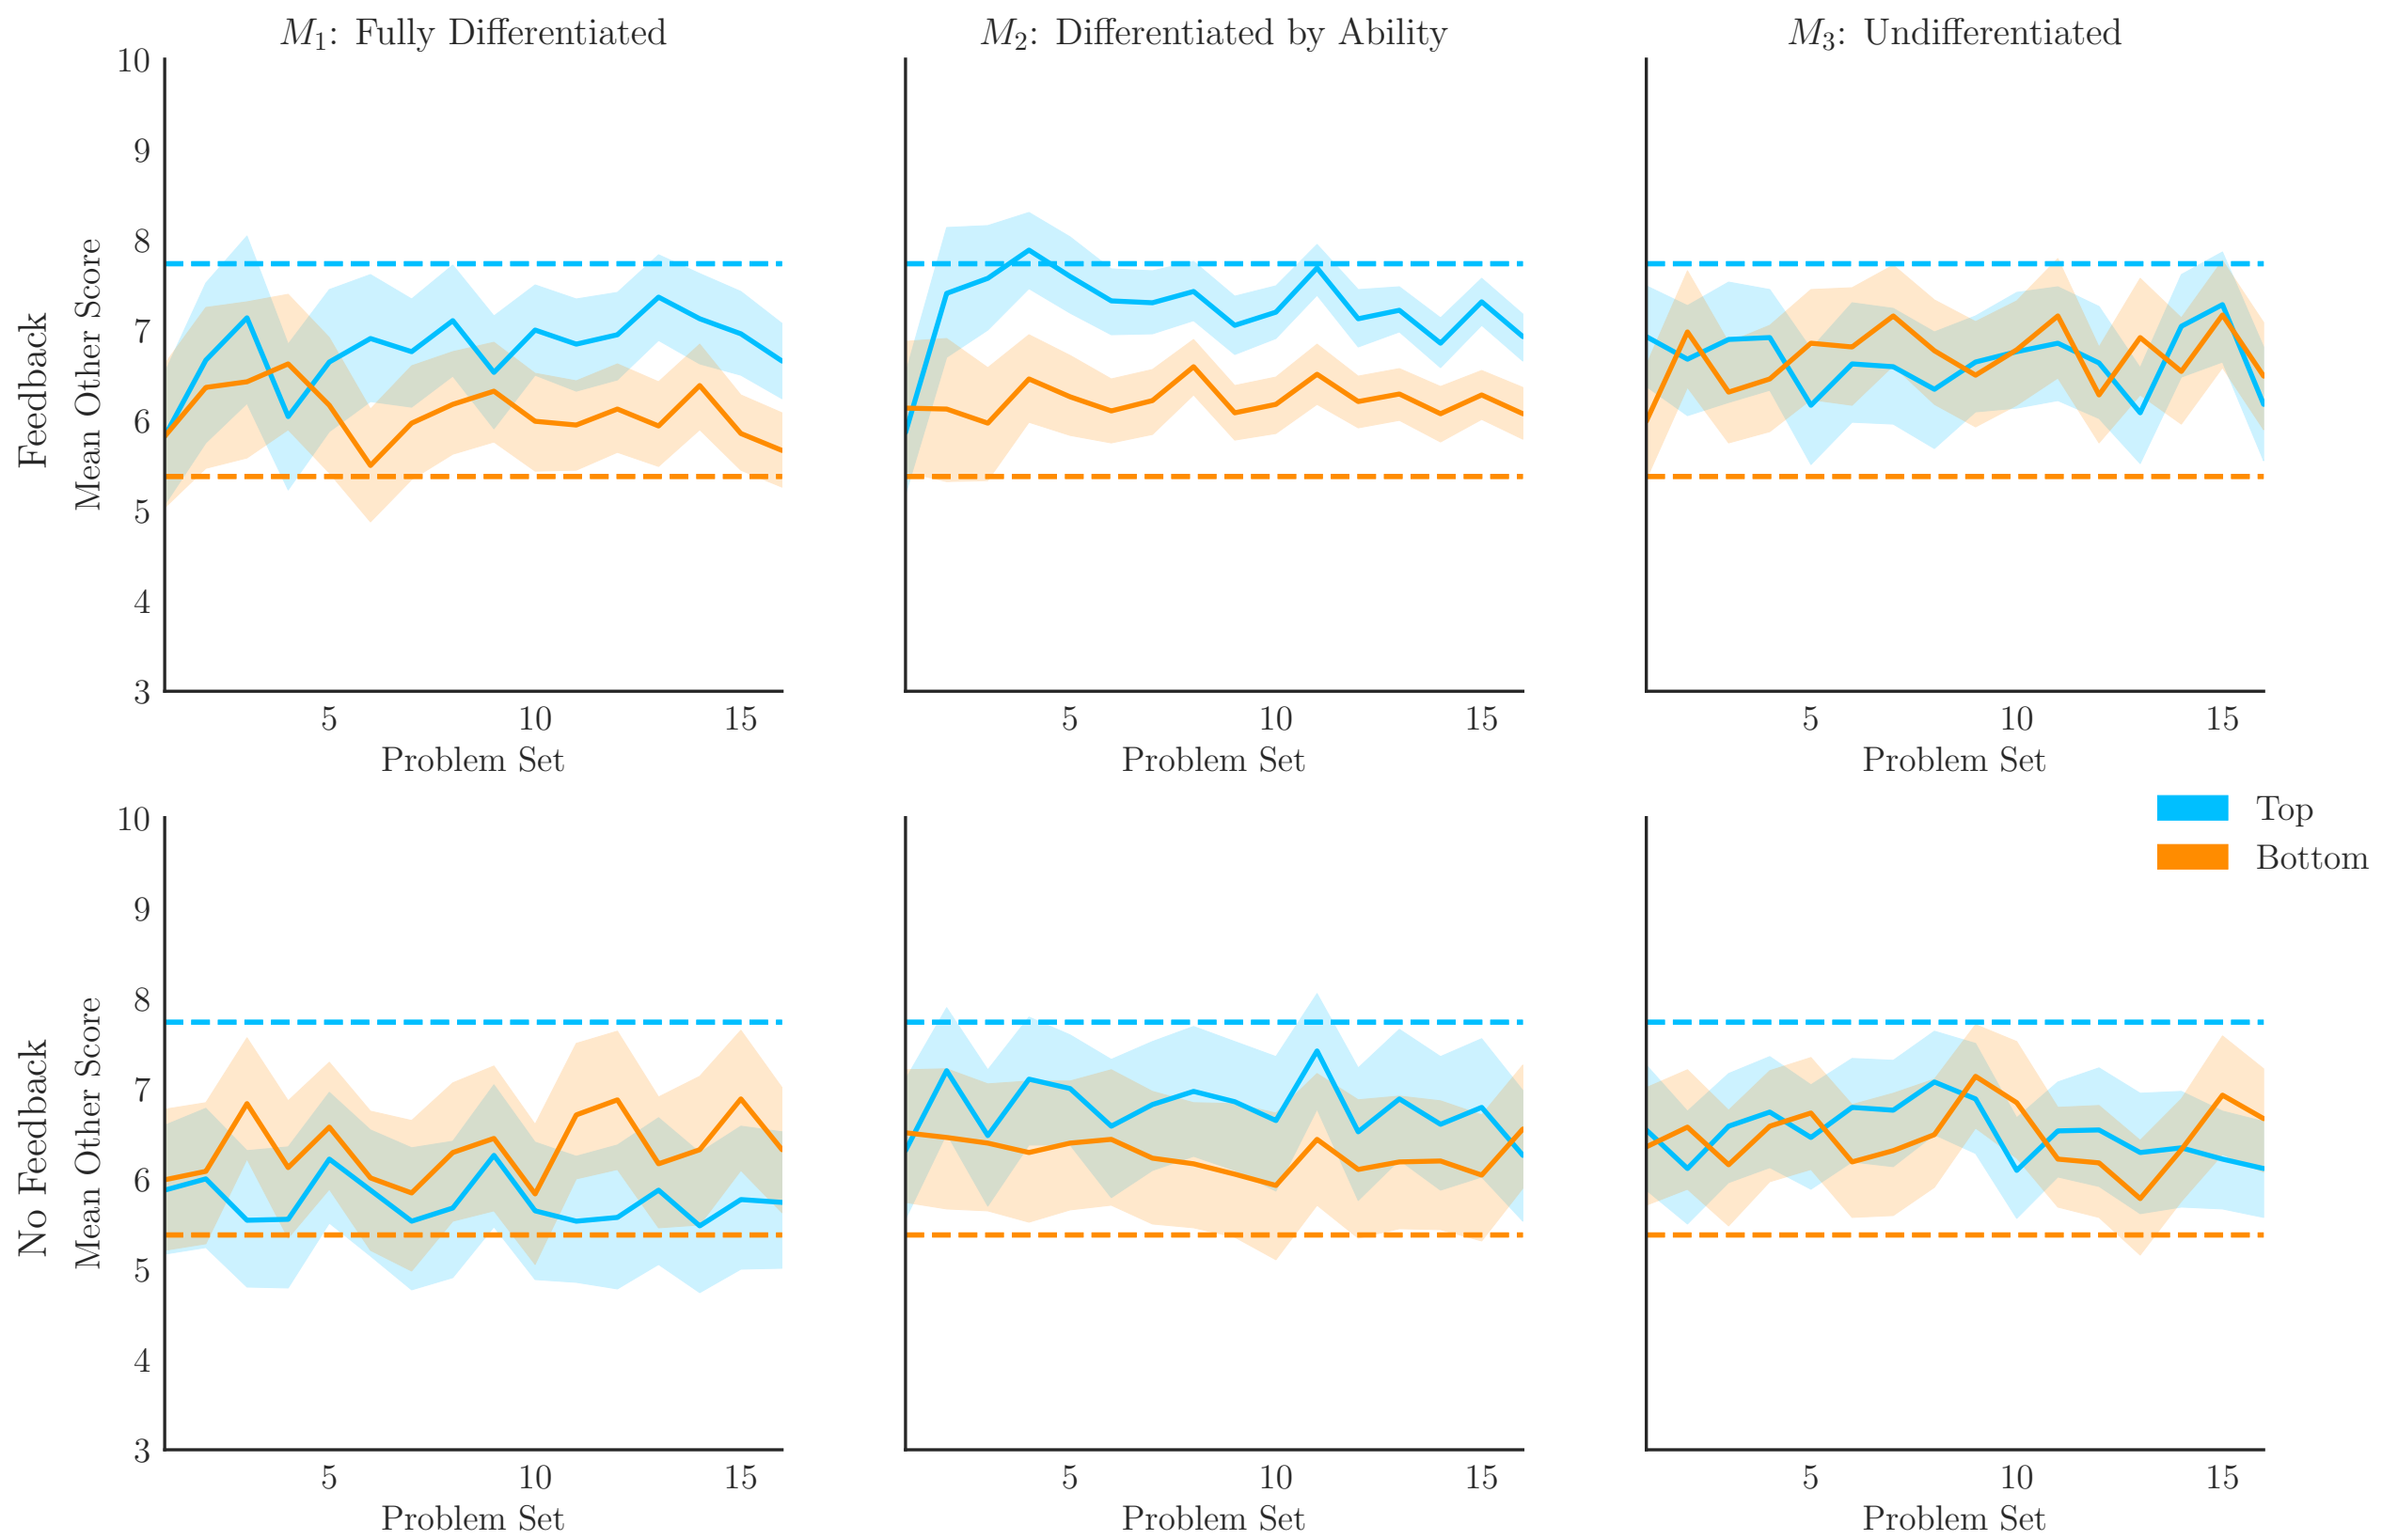 M₁: Fully Differentiated
M₂: Differentiated by Ability
M₃: Undifferentiated
Feedback
Mean Other Score
10
9
8
7
6
5
4
3
5 10 15
5 10 15
5 10 15
Problem Set
Problem Set
Problem Set
Top
Bottom
No Feedback
Mean Other Score
10
9
8
7
6
5
4
3
5 10 15
5 10 15
5 10 15
Problem Set
Problem Set
Problem Set